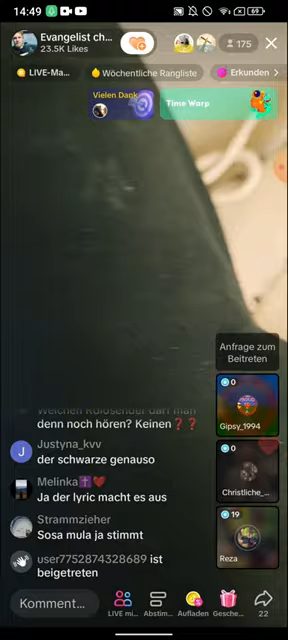 14:49
69
Evangelist ch...
23.5K Likes
175
LIVE-Ma...
Wöchentliche Rangliste
Erkunden
Vielen Dank
Time Warp
Anfrage zum
Beitreten
0
Gipsy_1994
0
Christliche_...
19
Reza
denn noch hören? Keinen❓❓
Justyna_kvv
J
der schwarze genauso
Melinka✝️❤️
Ja der lyric macht es aus
Strammzieher
Sosa mula ja stimmt
user7752874328689 ist
beigetreten
Komment...
LIVE mi...
Abstim...
Aufladen
Gesche...
22